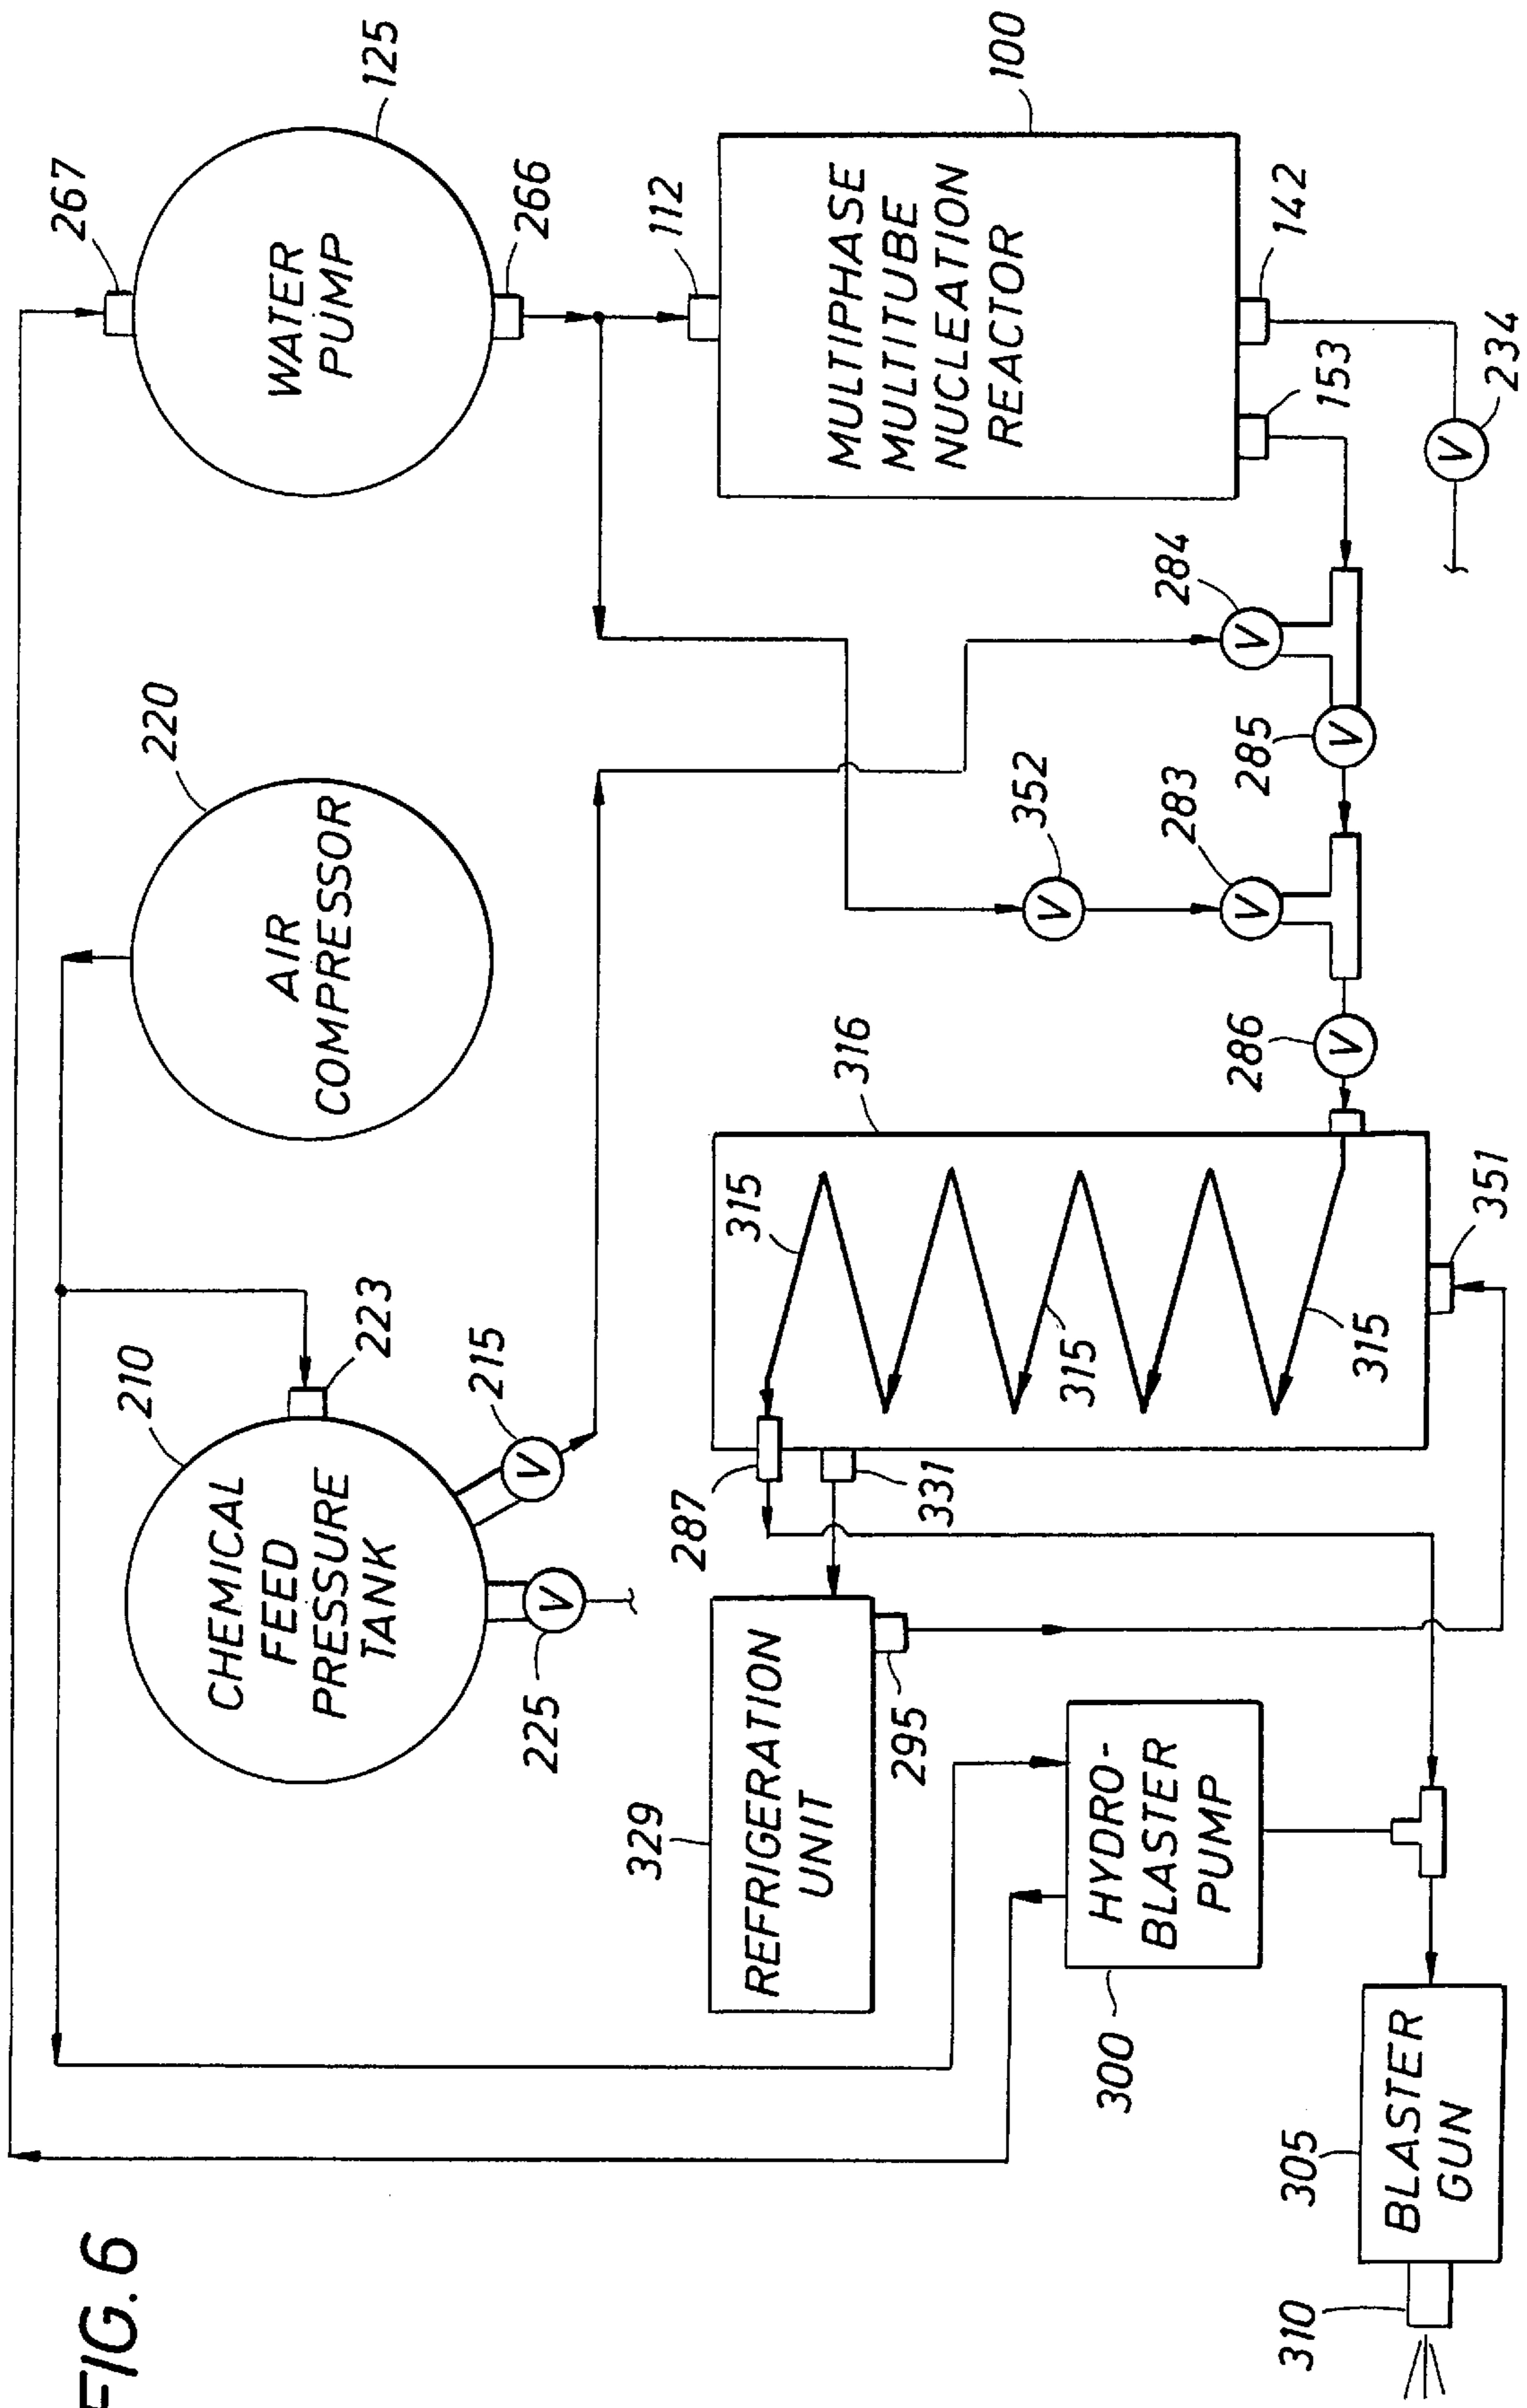 FIG. 6
267
WATER
PUMP
125
266
220
AIR
COMPRESSOR
210
CHEMICAL
FEED
PRESSURE
TANK
223
215
V
225
V
112
MULTIPHASE
MULTITUBE
NUCLEATION
REACTOR
100
142
153
234
V
284
V
285
V
352
V
283
V
286
V
316
315
315
315
351
287
331
329
REFRIGERATION
UNIT
295
300
HYDRO-
BLASTER
PUMP
305
BLASTER
GUN
310